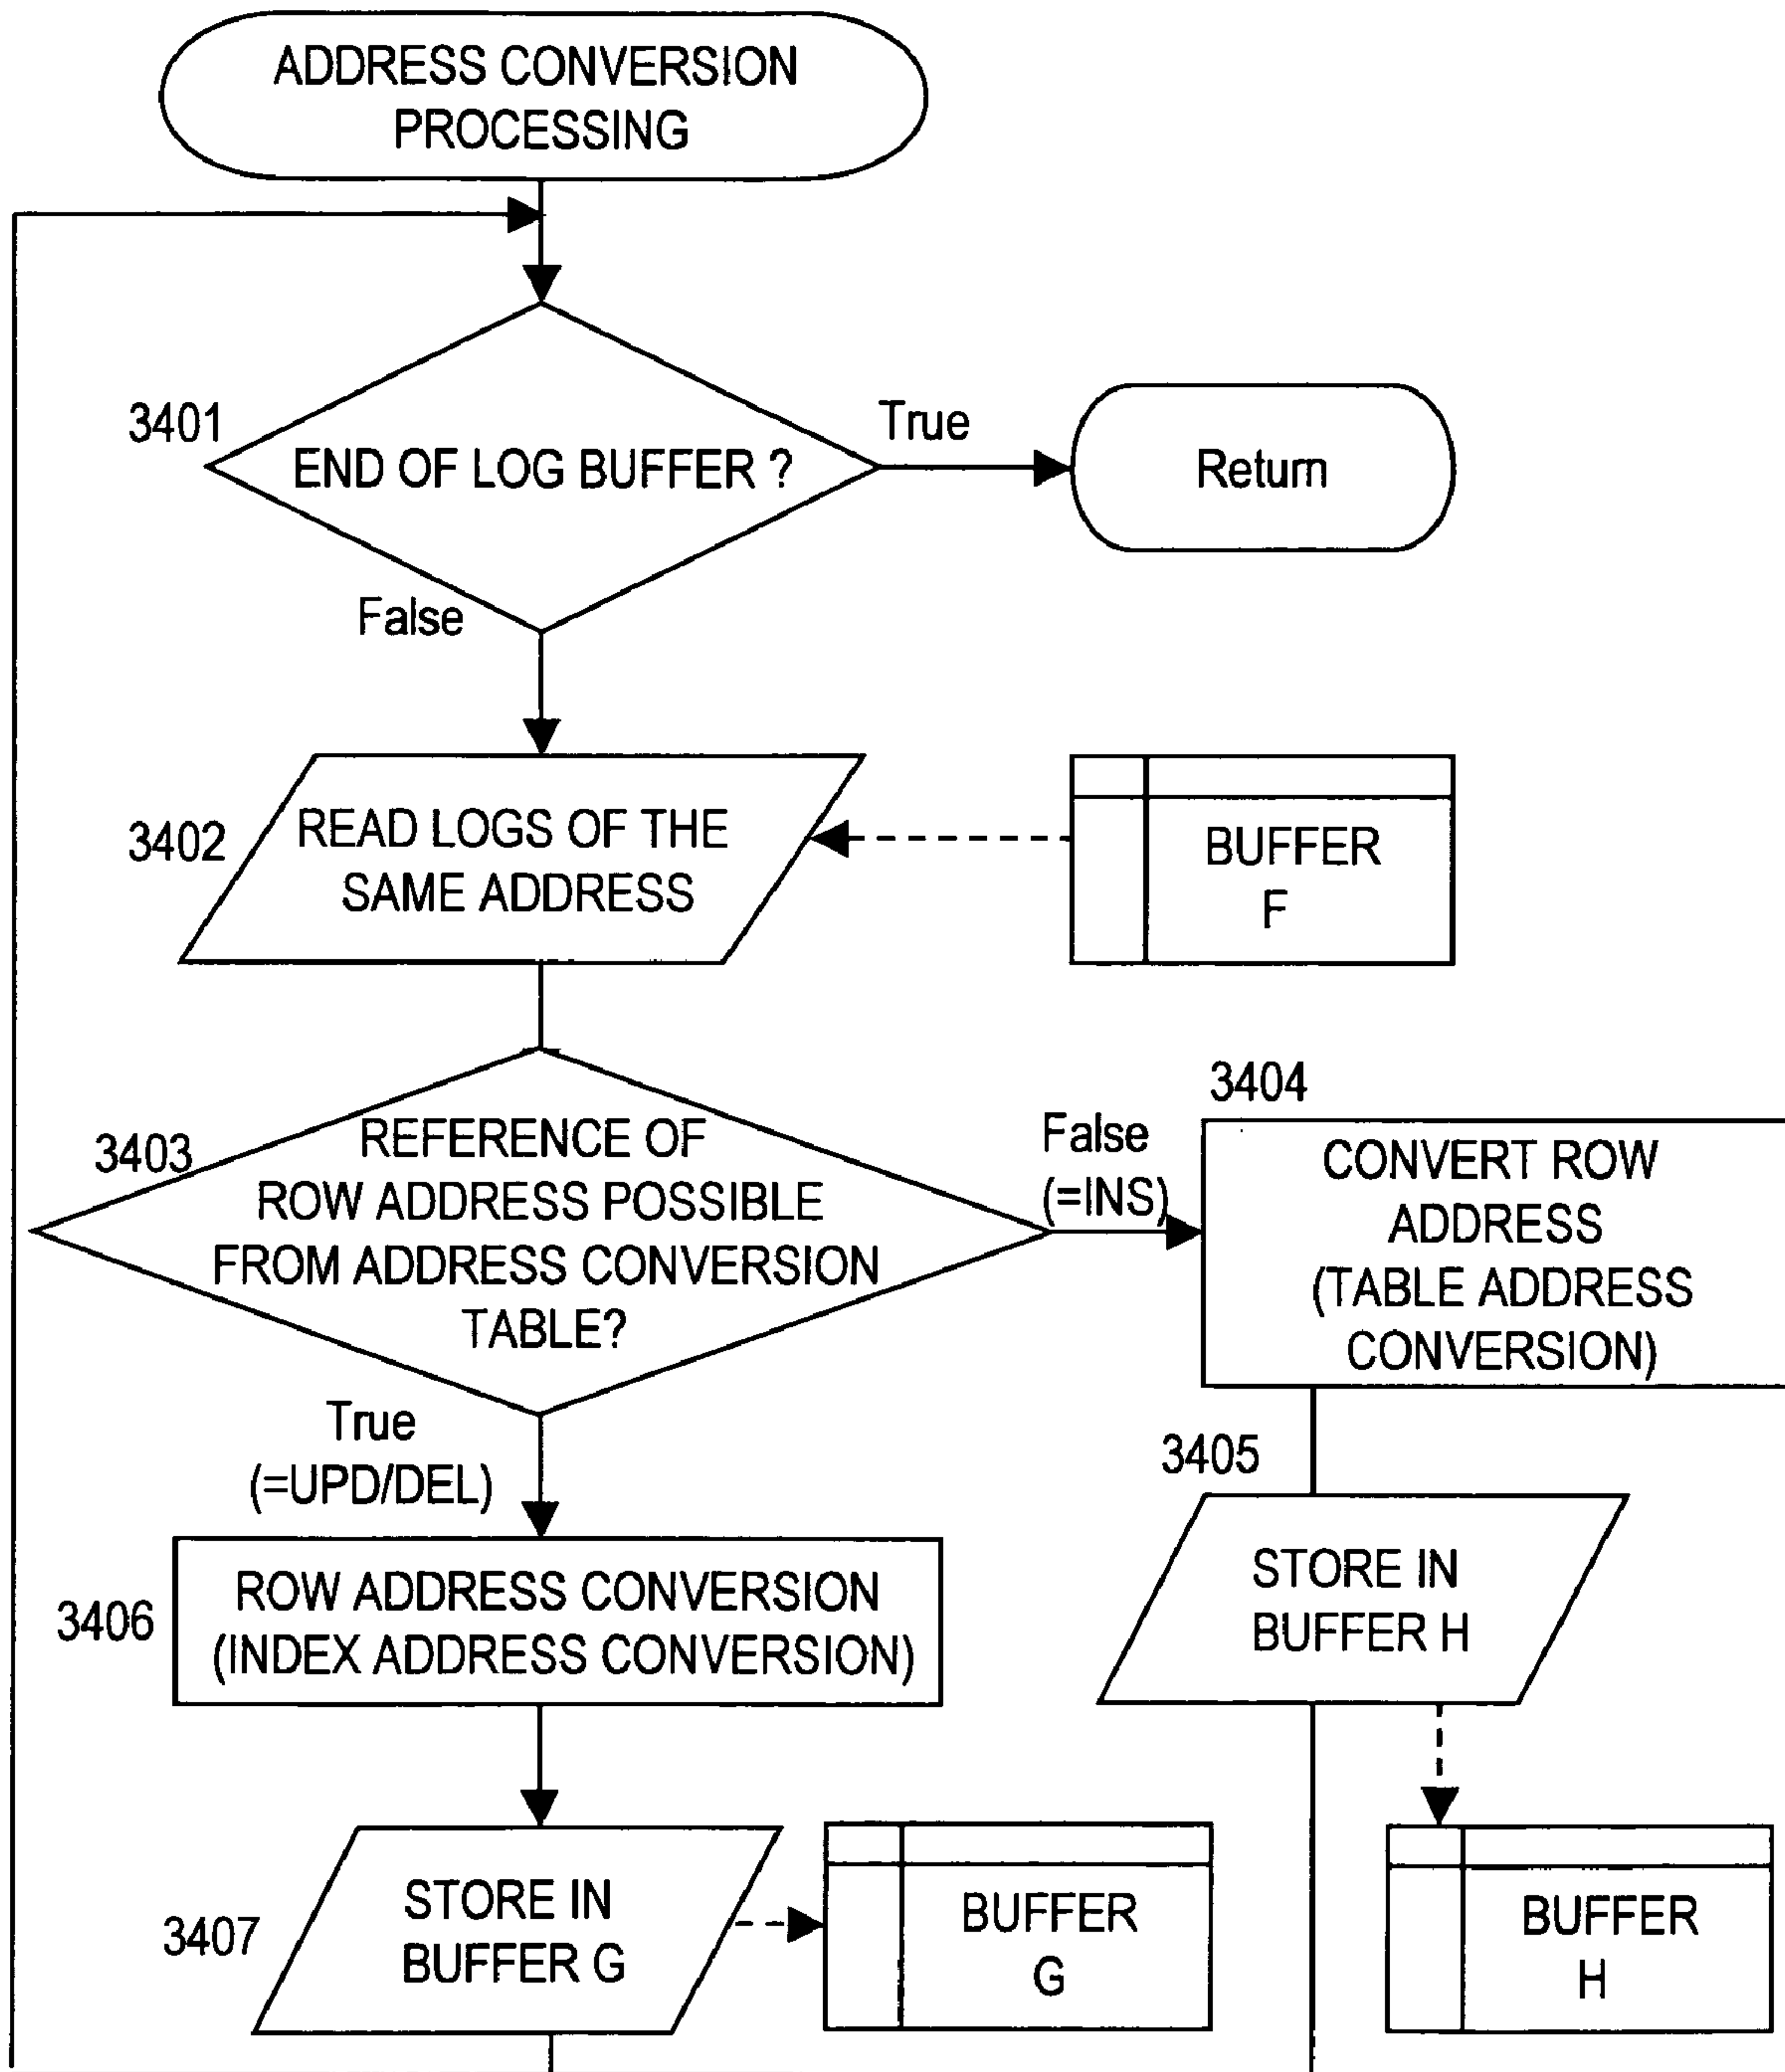 ADDRESS CONVERSION
PROCESSING
3401
END OF LOG BUFFER ?
True
Return
False
3402
READ LOGS OF THE
SAME ADDRESS
BUFFER
F
3403
REFERENCE OF
ROW ADDRESS POSSIBLE
FROM ADDRESS CONVERSION
TABLE?
False
(=INS)
3404
CONVERT ROW
ADDRESS
(TABLE ADDRESS
CONVERSION)
True
(=UPD/DEL)
3405
STORE IN
BUFFER H
3406
ROW ADDRESS CONVERSION
(INDEX ADDRESS CONVERSION)
3407
STORE IN
BUFFER G
BUFFER
G
BUFFER
H